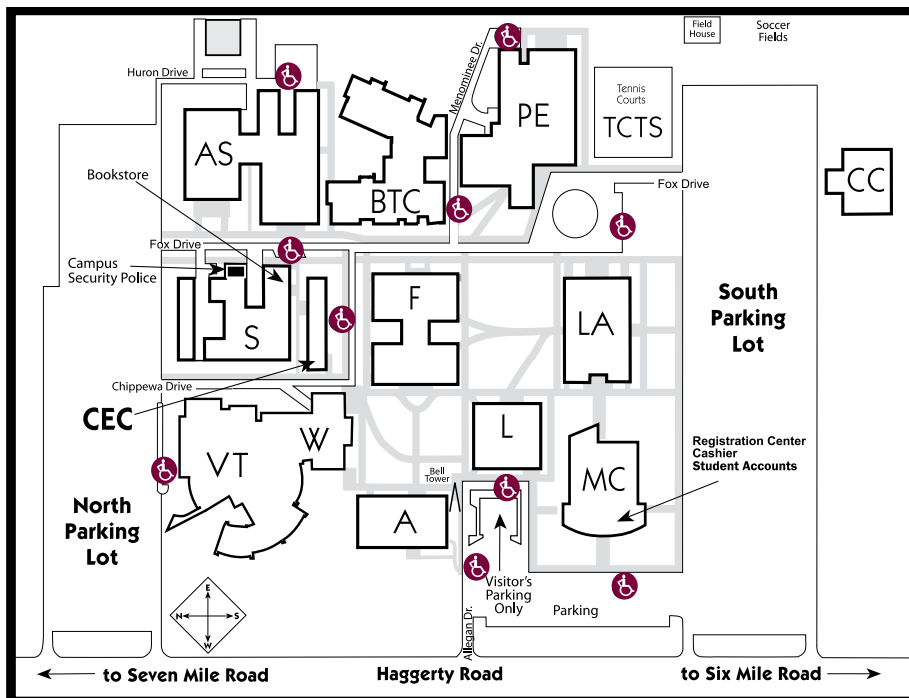 Field
House
Soccer
Fields
Menominee Dr.
Huron Drive
Tennis
Courts
TCTS
PE
AS
BTC
CC
Bookstore
Fox Drive
Fox Drive
Campus
Security Police
S
F
LA
South
Parking
Lot
Chippewa Drive
CEC
W
VT
L
Registration Center
Cashier
Student Accounts
MC
Bell
Tower
North
Parking
Lot
A
Visitor's
Parking
Only
Parking
E
N
S
W
Allegan Dr.
to Seven Mile Road
Haggerty Road
to Six Mile Road